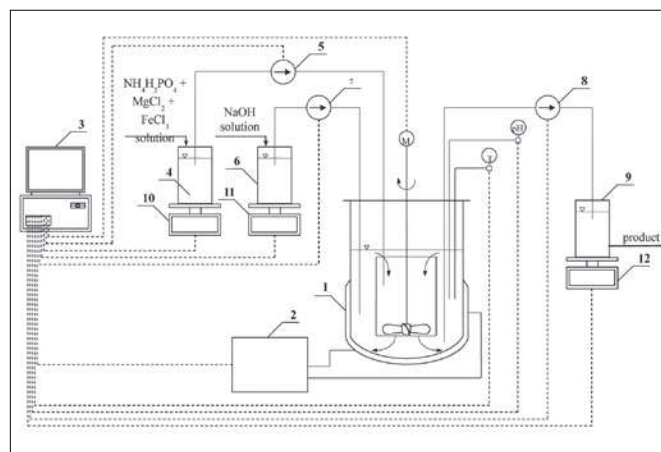 5
NH₄H₂PO₄ +
MgCl₂ +
FeCl₃
solution
NaOH
solution
7
8
3
M
pH
T
4
6
9
10
11
product
12
1
2